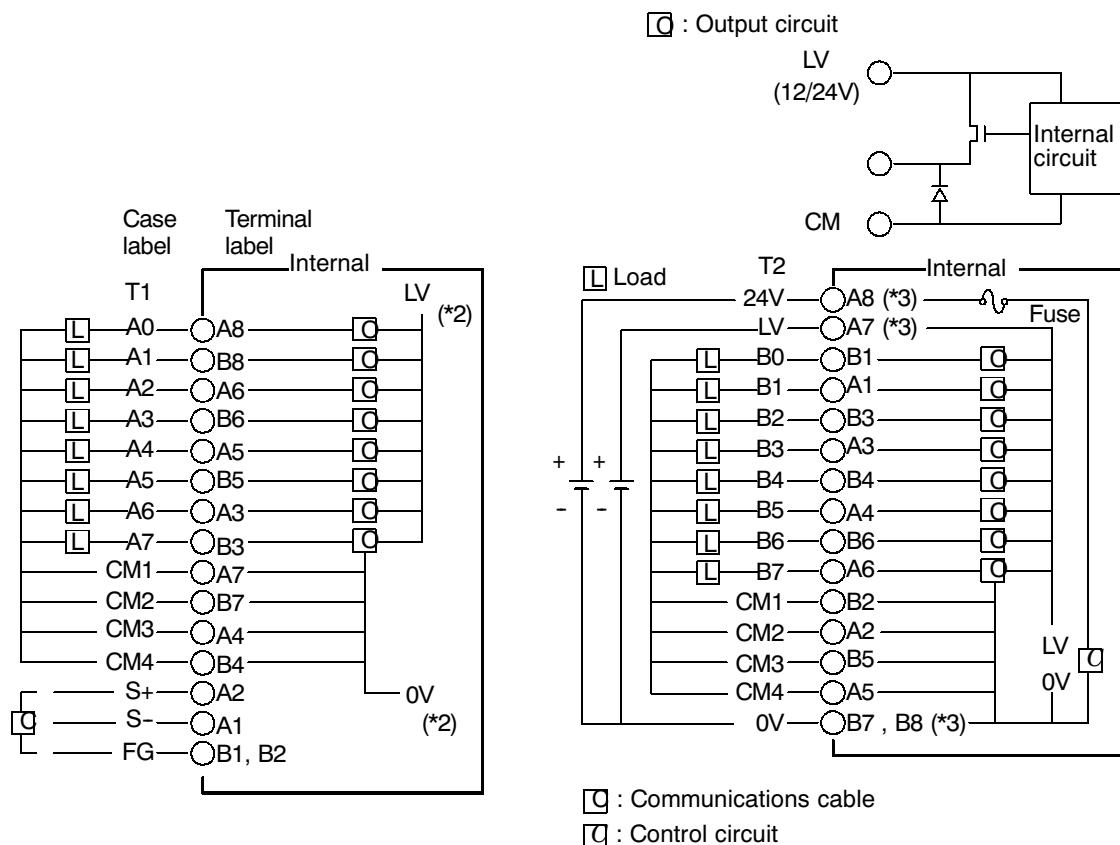 O : Output circuit
LV
(12/24V)
Internal
circuit
CM
Case
label
Terminal
label
Internal
T1
LV
(*2)
L A0 A8 O
L A1 B8 O
L A2 A6 O
L A3 B6 O
L A4 A5 O
L A5 B5 O
L A6 A3 O
L A7 B3 O
CM1 A7
CM2 B7
CM3 A4
CM4 B4
S+ A2 0V
C S− A1 (*2)
FG B1, B2
L Load
T2
Internal
24V A8 (*3) Fuse
LV A7 (*3)
L B0 B1 O
L B1 A1 O
L B2 B3 O
L B3 A3 O
+ + L B4 B4 O
- - L B5 A4 O
L B6 B6 O
L B7 A6 O
CM1 B2
CM2 A2 LV
CM3 B5 C
CM4 A5 0V
0V B7 , B8 (*3)
C : Communications cable
C : Control circuit